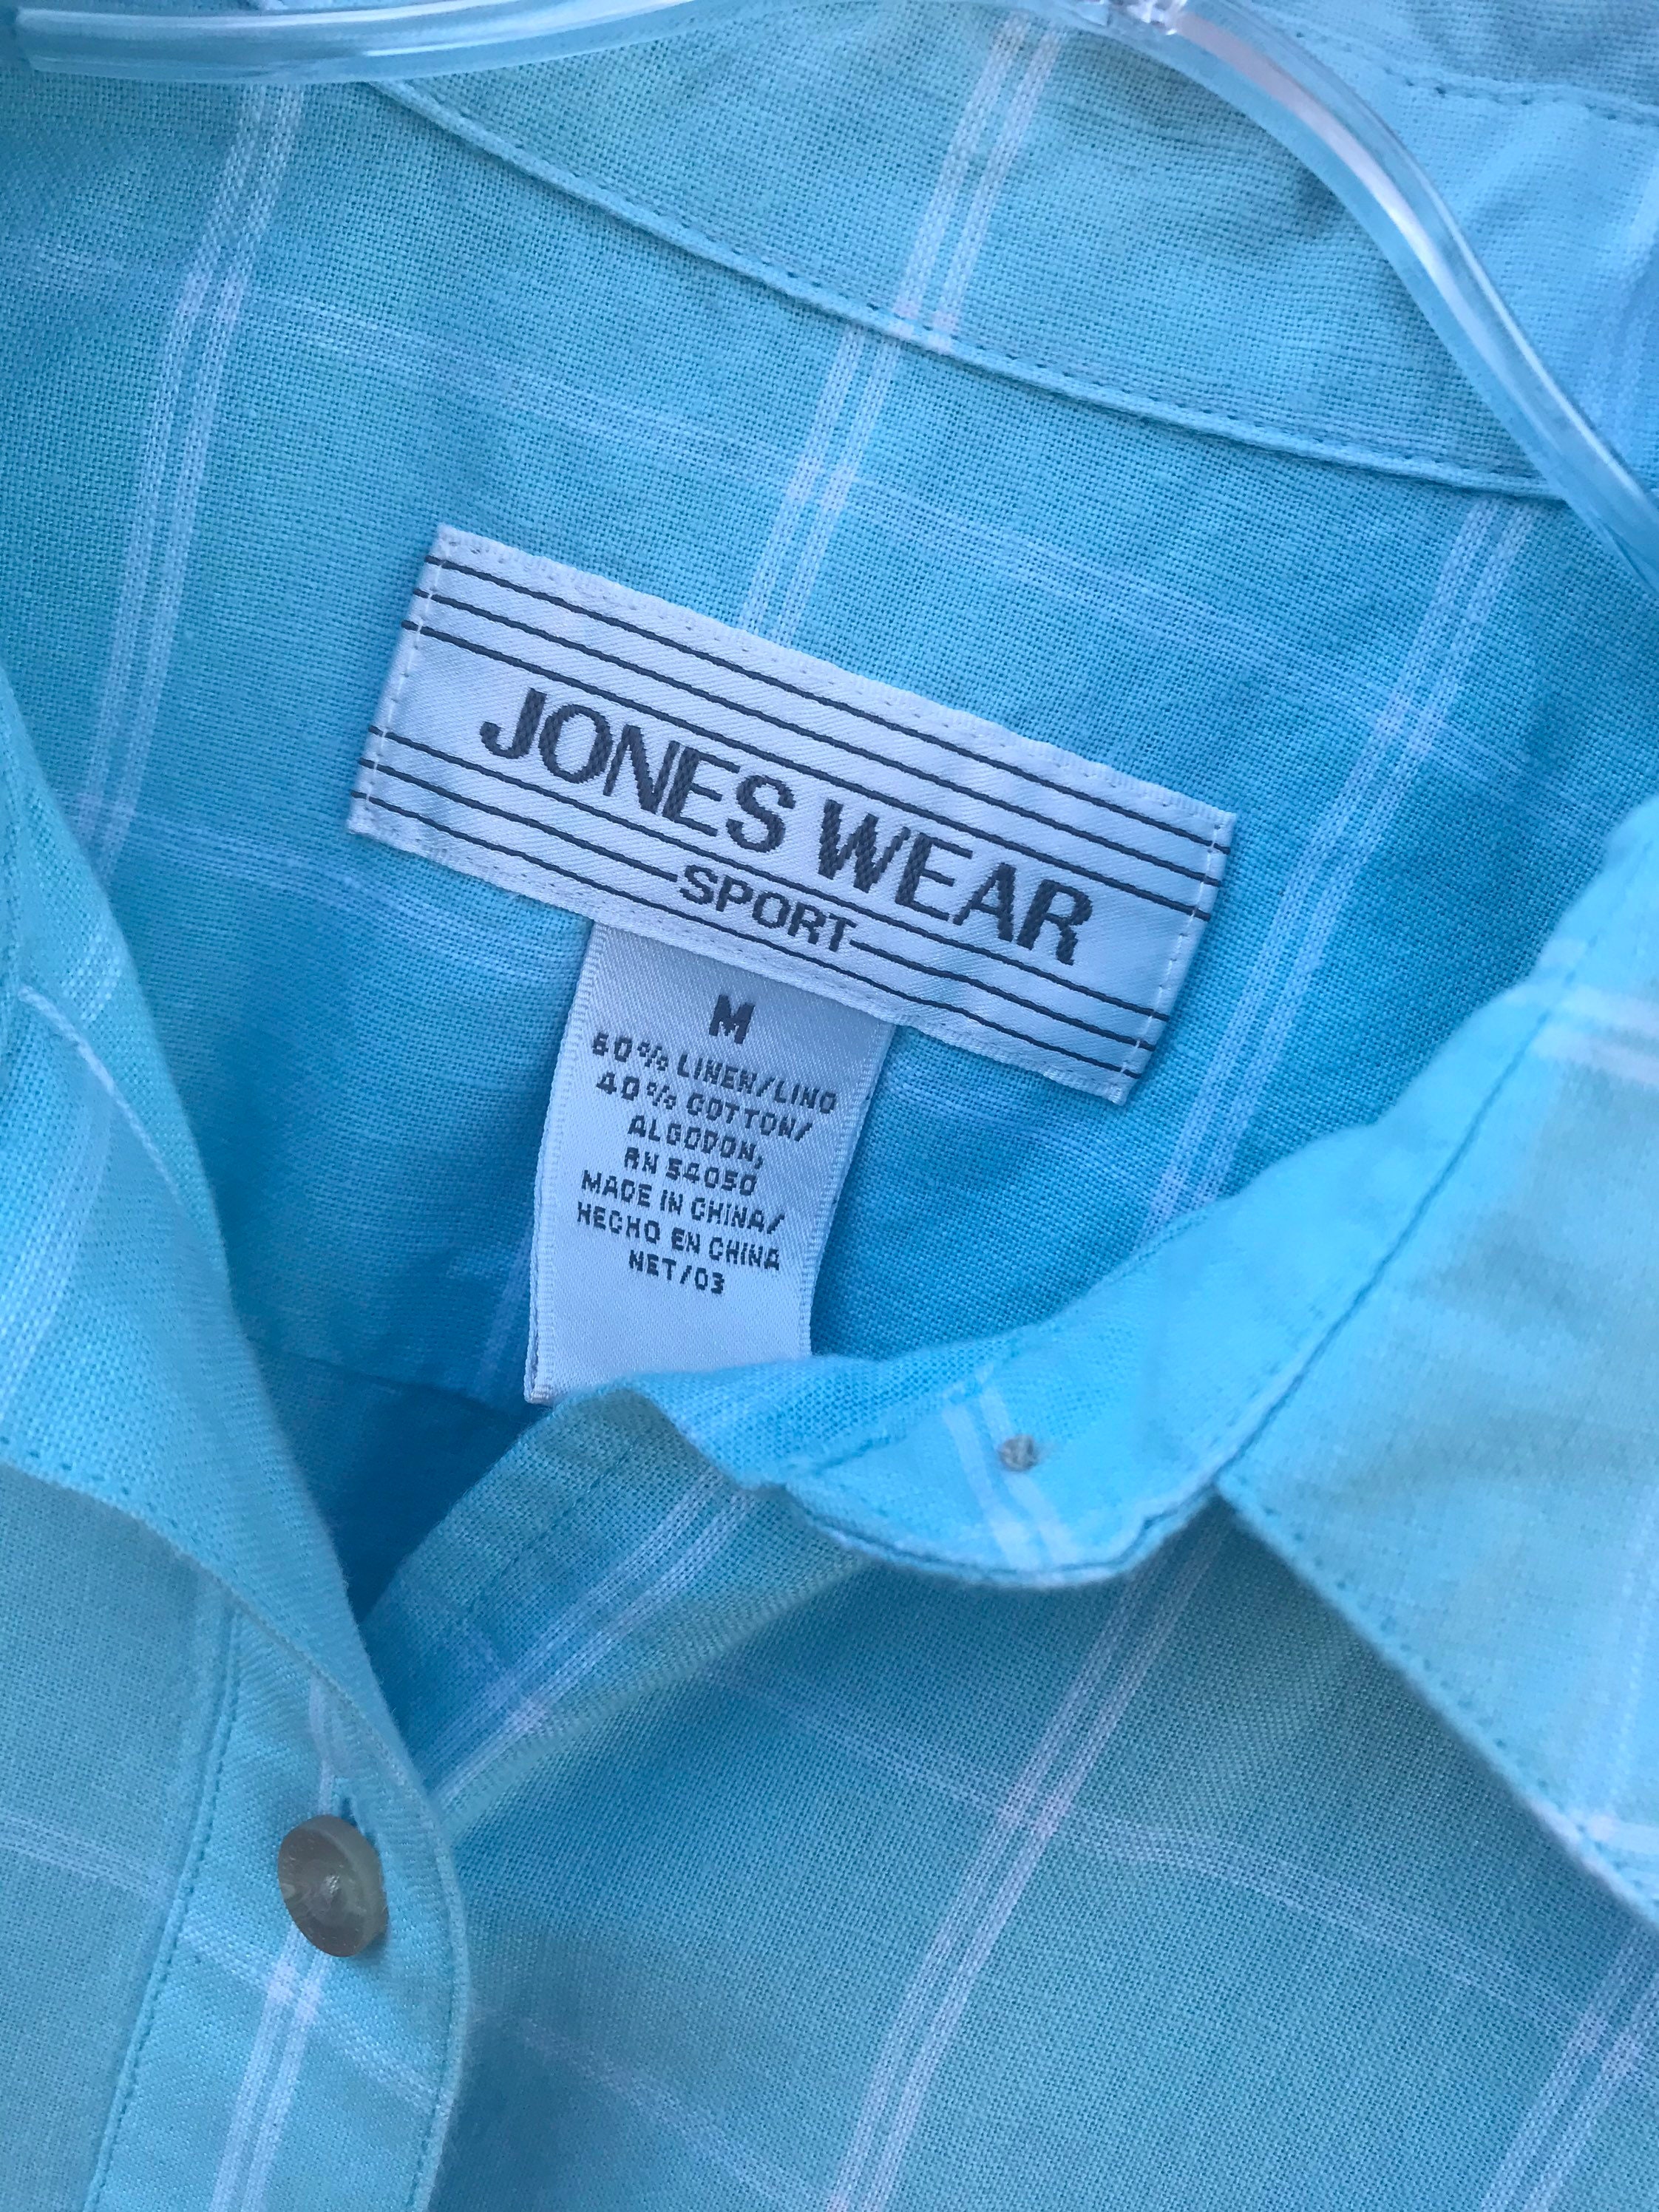 JONES WEAR
SPORT
M
60% LINEN/LINO
40% COTTON/
ALGODON,
RN 54050
MADE IN CHINA/
HECHO EN CHINA
NET/03